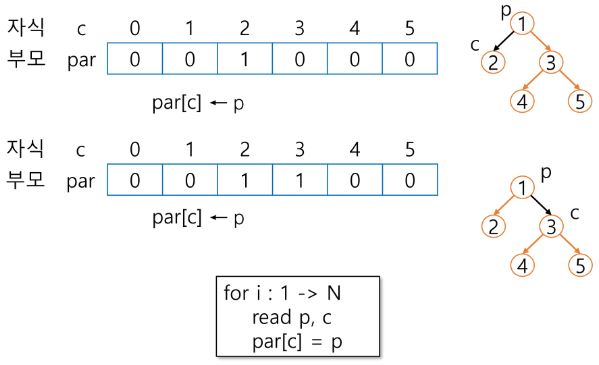 자식 c 0 1 2 3 4 5
부모 par 0 0 1 0 0 0
par[c] ← p
p
1
c
2 3
4 5
자식 c 0 1 2 3 4 5
부모 par 0 0 1 1 0 0
par[c] ← p
p
1
c
2 3
4 5
for i : 1 -> N
read p, c
par[c] = p